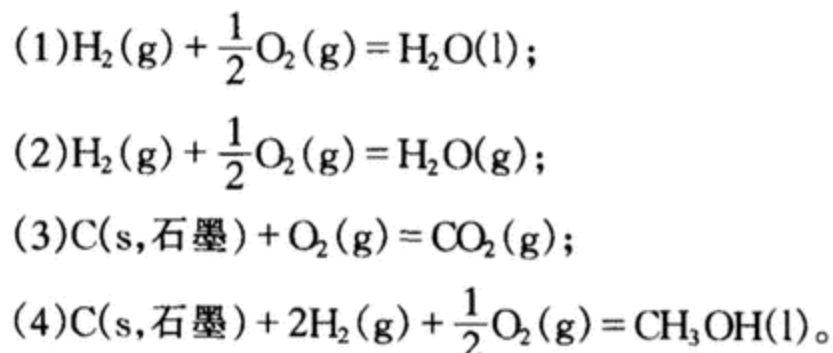 (1)H₂(g)+½O₂(g)=H₂O(l);
(2)H₂(g)+½O₂(g)=H₂O(g);
(3)C(s,石墨)+O₂(g)=CO₂(g);
(4)C(s,石墨)+2H₂(g)+½O₂(g)=CH₃OH(l)。